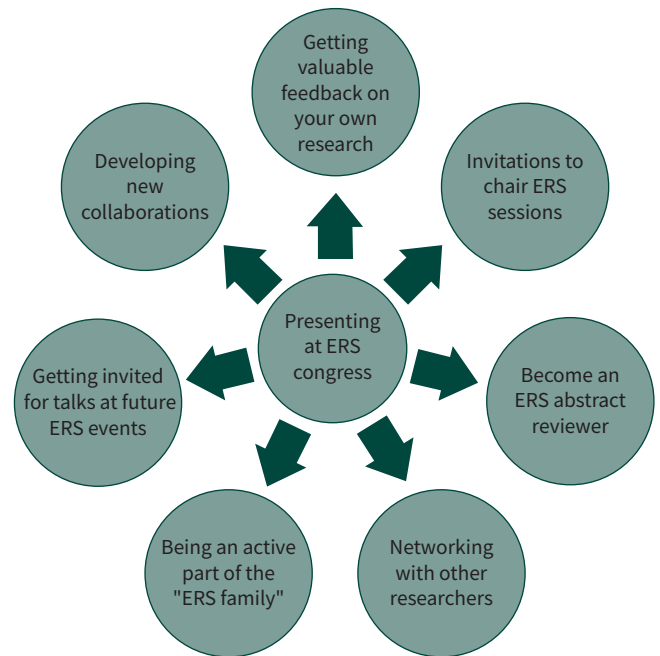 Getting
valuable
feedback on
your own
research
Invitations to
chair ERS
sessions
Become an
ERS abstract
reviewer
Networking
with other
researchers
Being an active
part of the
"ERS family"
Getting invited
for talks at future
ERS events
Developing
new
collaborations
Presenting
at ERS
congress